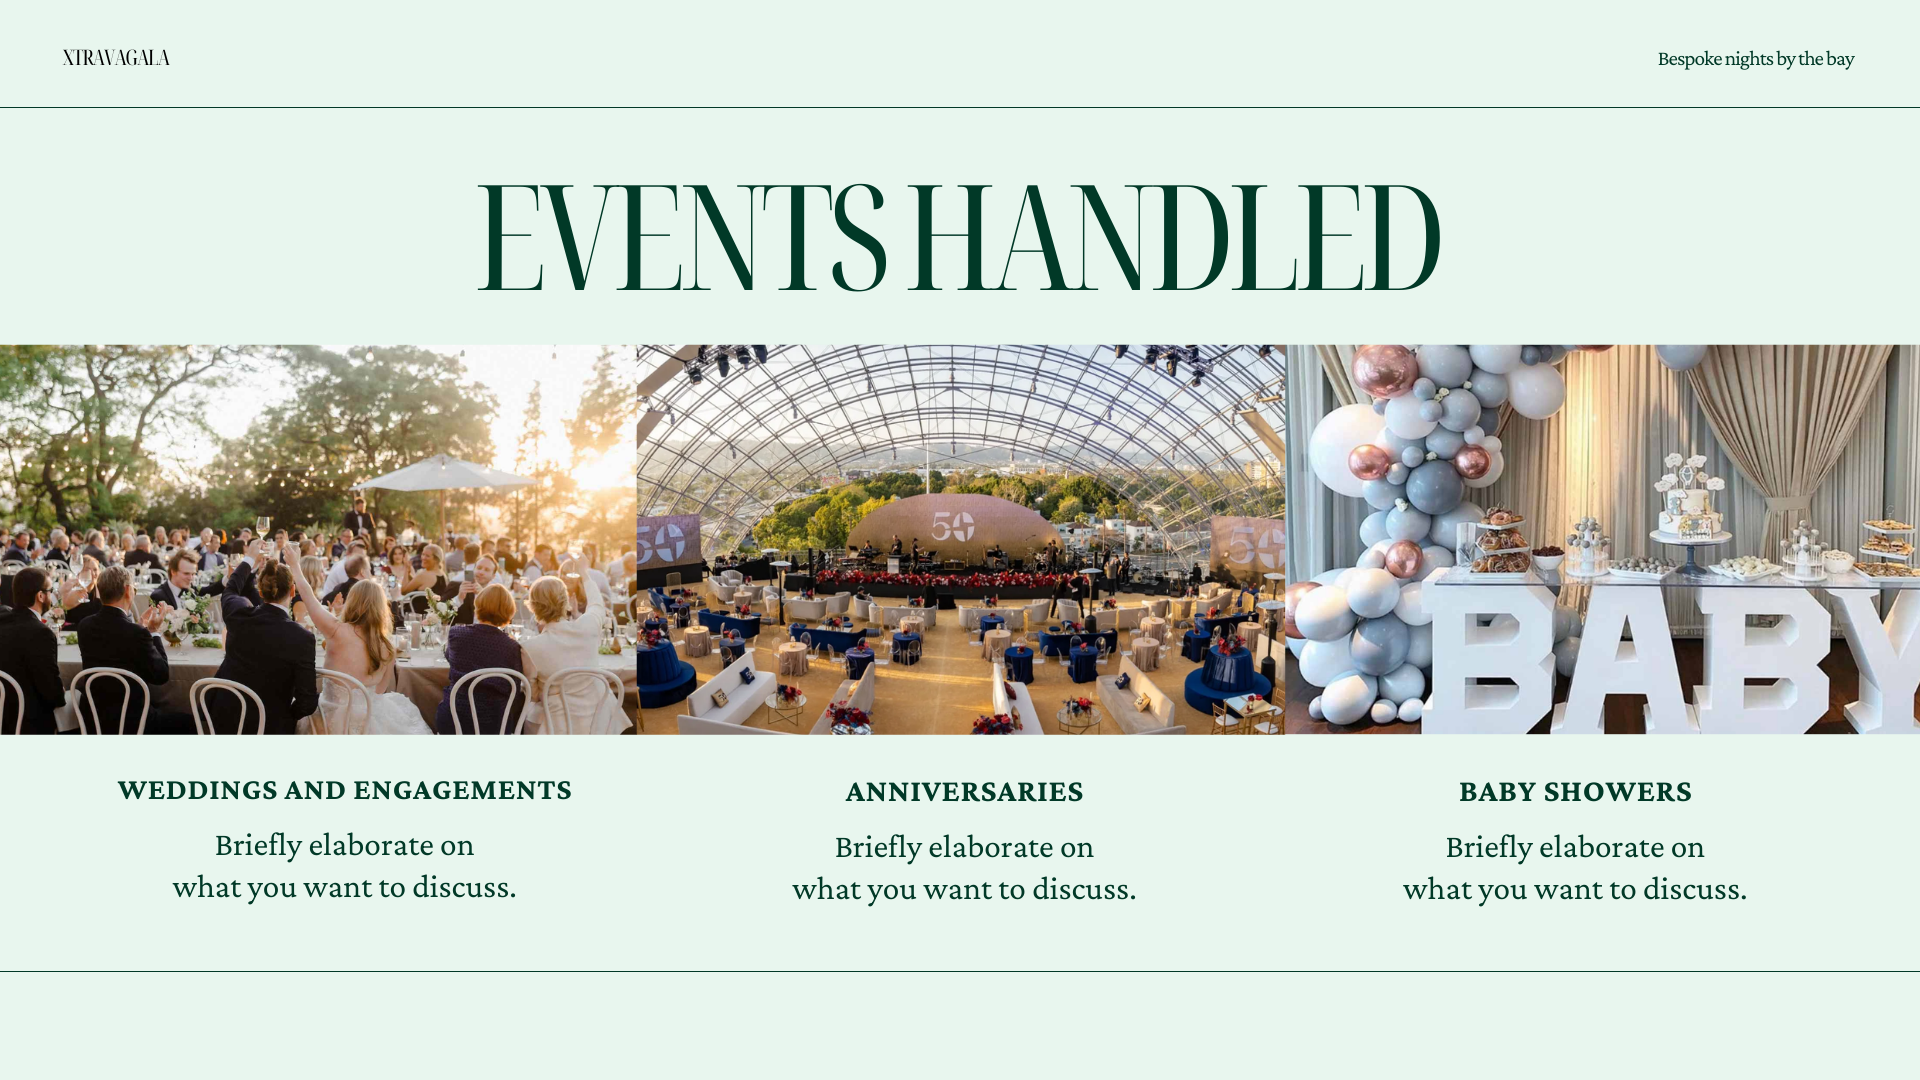 XTRAVAGALA
Bespoke nights by the bay
EVENTS HANDLED
50
50
50
BABY
WEDDINGS AND ENGAGEMENTS
Briefly elaborate on
what you want to discuss.
ANNIVERSARIES
Briefly elaborate on
what you want to discuss.
BABY SHOWERS
Briefly elaborate on
what you want to discuss.